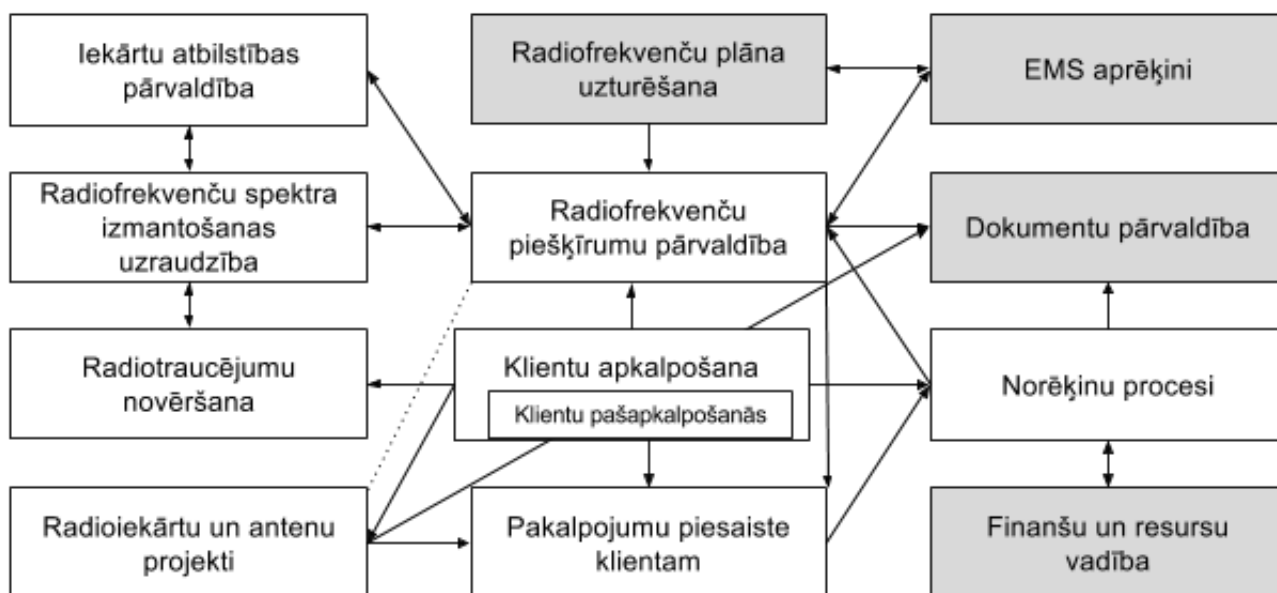 Iekārtu atbilstības
pārvaldība
Radiofrekvenču plāna
uzturēšana
EMS aprēķini
Radiofrekvenču spektra
izmantošanas
uzraudzība
Radiofrekvenču
piešķīrumu pārvaldība
Dokumentu pārvaldība
Radiotraucējumu
novēršana
Klientu apkalpošana
Klientu pašapkalpošanās
Norēķinu procesi
Radioiekārtu un antenu
projekti
Pakalpojumu piesaiste
klientam
Finanšu un resursu
vadība